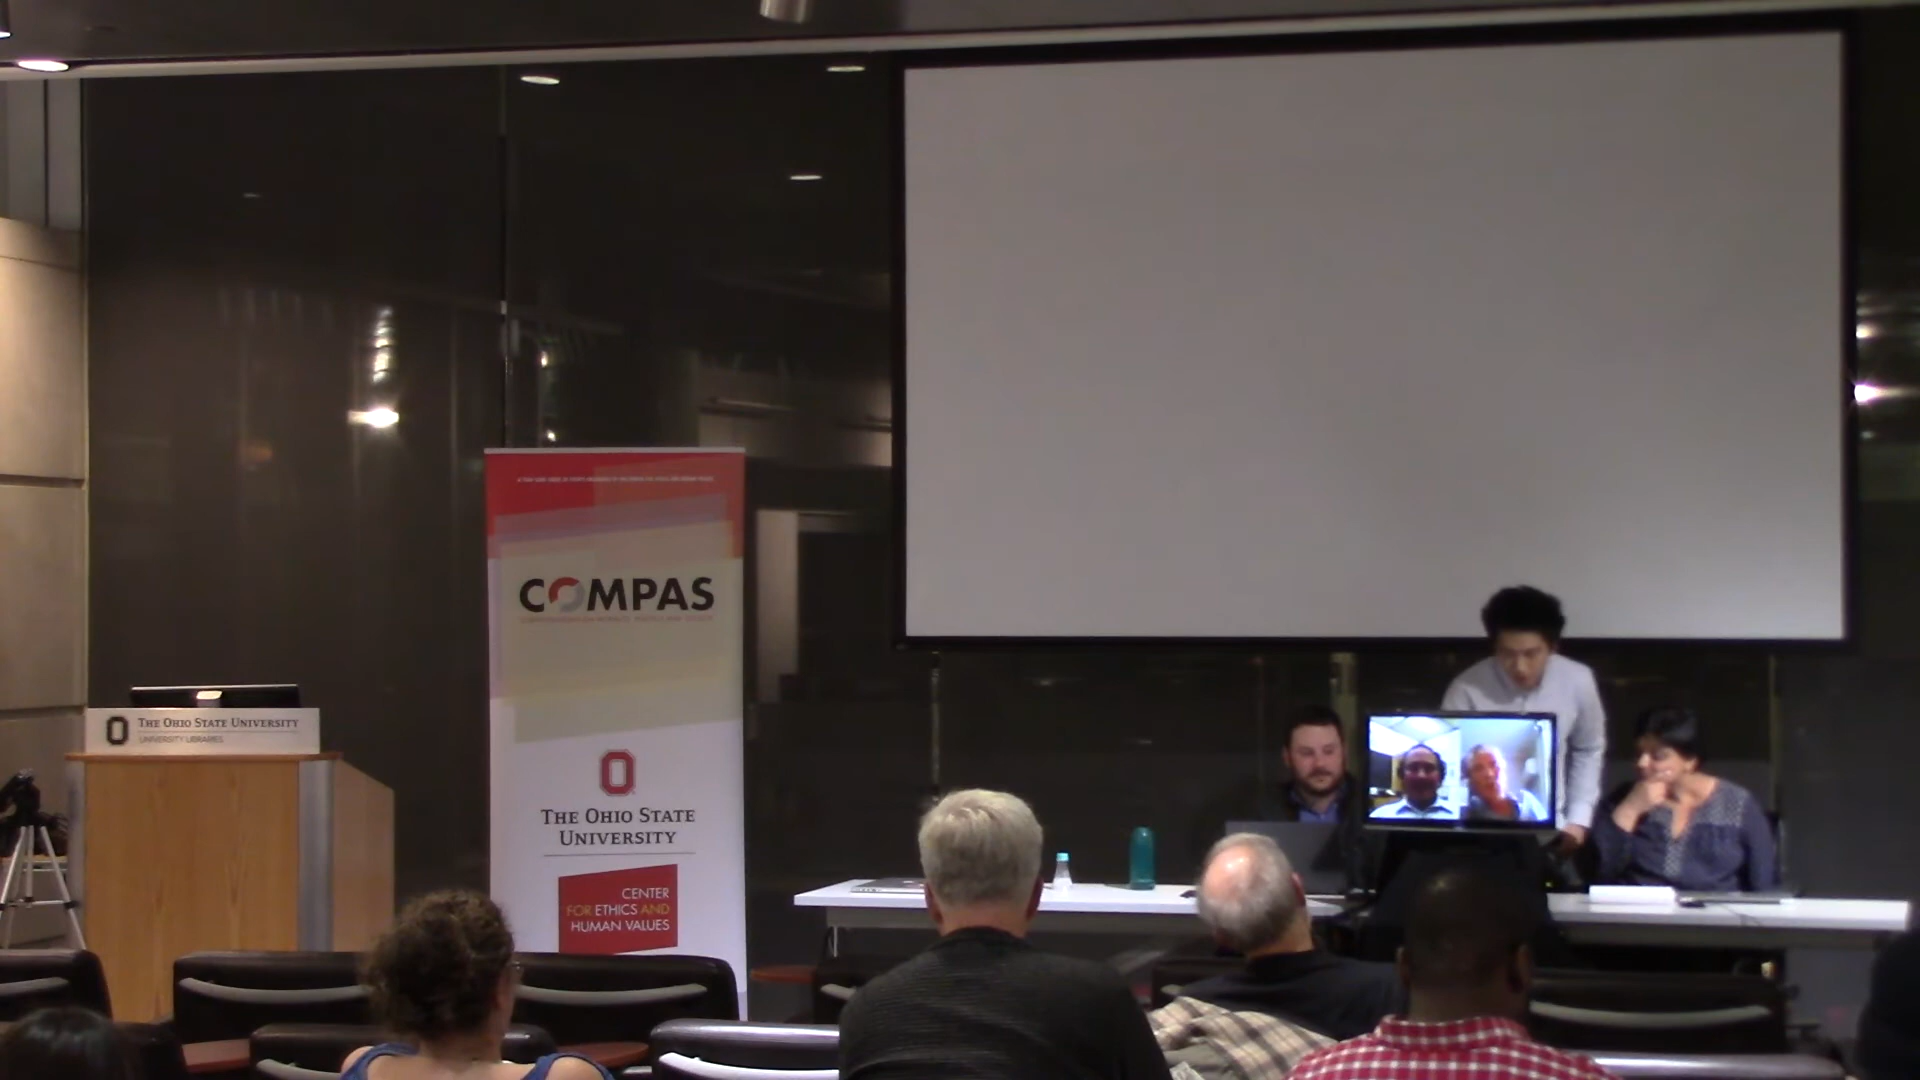 COMPAS
THE OHIO STATE
UNIVERSITY
CENTER
FOR ETHICS AND
HUMAN VALUES
THE OHIO STATE UNIVERSITY
UNIVERSITY LIBRARIES